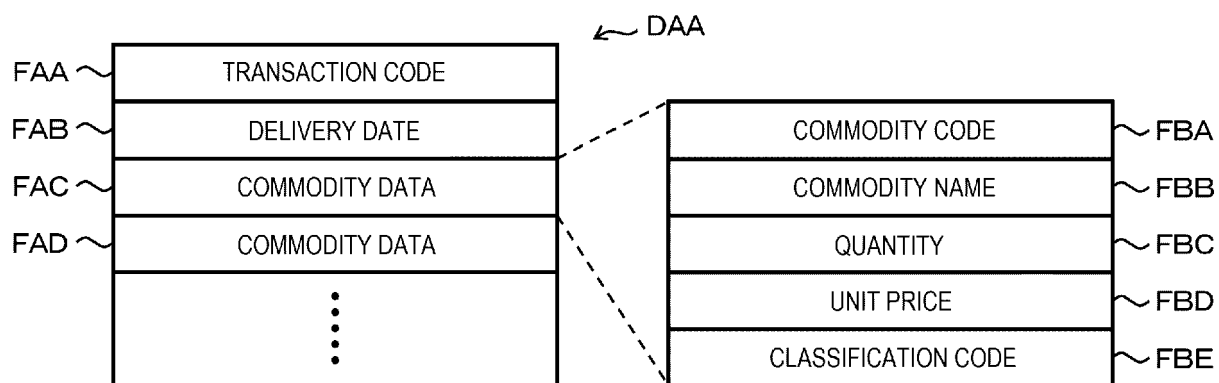 DAA
FAA TRANSACTION CODE
FAB DELIVERY DATE
FAC COMMODITY DATA
FAD COMMODITY DATA
COMMODITY CODE FBA
COMMODITY NAME FBB
QUANTITY FBC
UNIT PRICE FBD
CLASSIFICATION CODE FBE